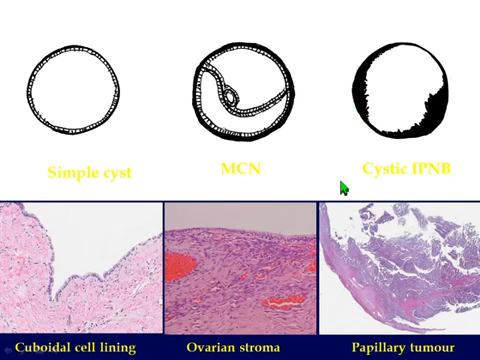 Simple cyst
MCN
Cystic IPNB
Cuboidal cell lining
Ovarian stroma
Papillary tumour